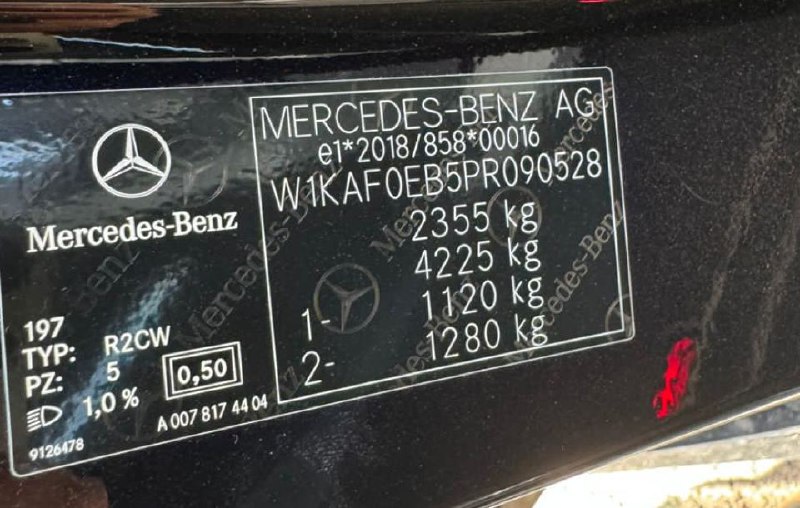 Mercedes-Benz
197
TYP: R2CW
PZ: 5
0,50
1,0 %
A 007 817 44 04
9126478
MERCEDES-BENZ AG
e1*2018/858*00016
W1KAF0EB5PR090528
2355 kg
4225 kg
1- 1120 kg
2- 1280 kg